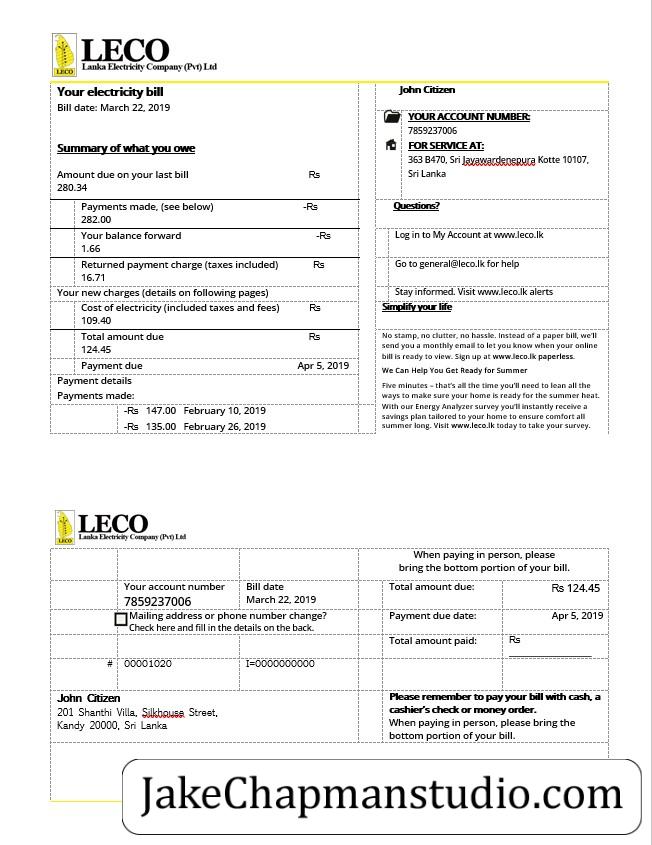 LECO
LECO
Lanka Electricity Company (Pvt) Ltd
Your electricity bill
Bill date: March 22, 2019
Summary of what you owe
Amount due on your last bill Rs
280.34
Payments made, (see below) -Rs
282.00
Your balance forward -Rs
1.66
Returned payment charge (taxes included) Rs
16.71
Your new charges (details on following pages)
Cost of electricity (included taxes and fees) Rs
109.40
Total amount due Rs
124.45
Payment due Apr 5, 2019
Payment details
Payments made:
-Rs 147.00 February 10, 2019
-Rs 135.00 February 26, 2019
John Citizen
YOUR ACCOUNT NUMBER:
7859237006
FOR SERVICE AT:
363 B470, Sri Jayawardenepura Kotte 10107,
Sri Lanka
Questions?
Log in to My Account at www.leco.lk
Go to general@leco.lk for help
Stay informed. Visit www.leco.lk alerts
Simplify your life
No stamp, no clutter, no hassle. Instead of a paper bill, we'll
send you a monthly email to let you know when your online
bill is ready to view. Sign up at www.leco.lk paperless.
We Can Help You Get Ready for Summer
Five minutes – that's all the time you'll need to lean all the
ways to make sure your home is ready for the summer heat.
With our Energy Analyzer survey you'll instantly receive a
savings plan tailored to your home to ensure comfort all
summer long. Visit www.leco.lk today to take your survey.
LECO
LECO
Lanka Electricity Company (Pvt) Ltd
When paying in person, please
bring the bottom portion of your bill.
Your account number Bill date Total amount due: Rs 124.45
7859237006 March 22, 2019
Mailing address or phone number change? Payment due date: Apr 5, 2019
Check here and fill in the details on the back.
Total amount paid: Rs
# 00001020 I=0000000000
John Citizen
201 Shanthi Villa, Silkhouse Street,
Kandy 20000, Sri Lanka
Please remember to pay your bill with cash, a
cashier's check or money order.
When paying in person, please bring the
bottom portion of your bill.
JakeChapmanstudio.com